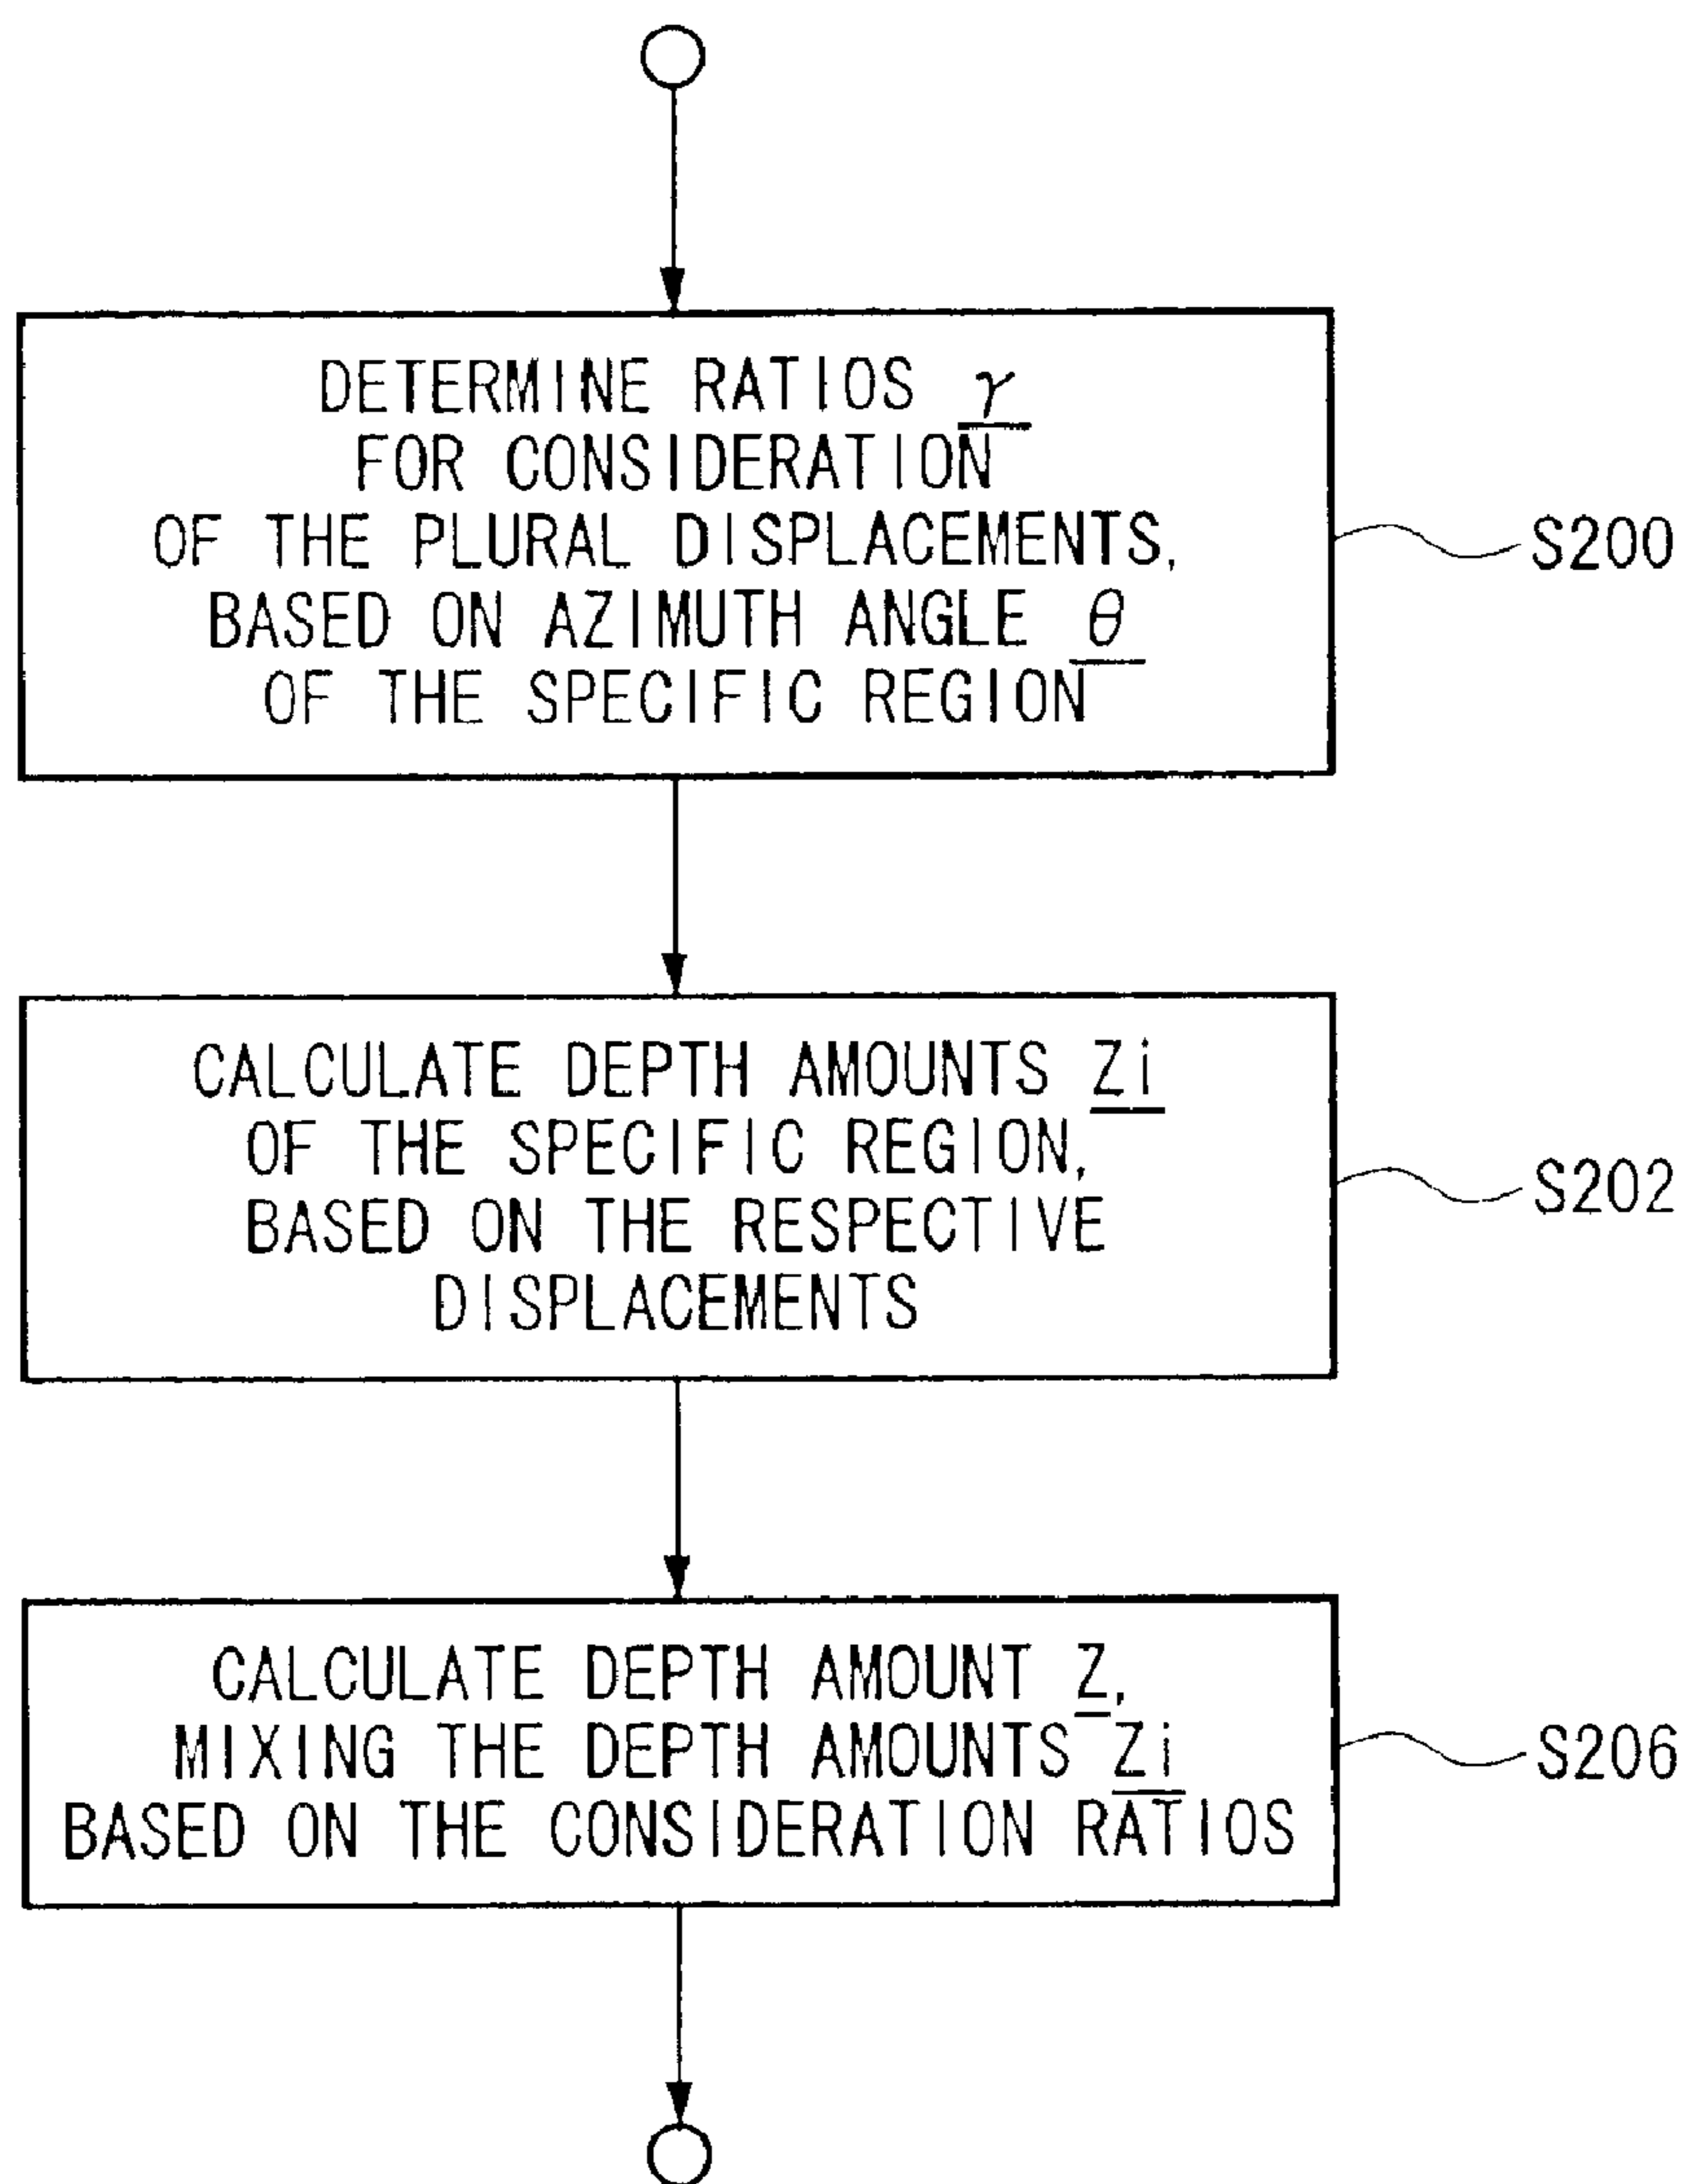 DETERMINE RATIOS γ
FOR CONSIDERATION
OF THE PLURAL DISPLACEMENTS,
BASED ON AZIMUTH ANGLE θ
OF THE SPECIFIC REGION
S200
CALCULATE DEPTH AMOUNTS Zi
OF THE SPECIFIC REGION,
BASED ON THE RESPECTIVE
DISPLACEMENTS
S202
CALCULATE DEPTH AMOUNT Z,
MIXING THE DEPTH AMOUNTS Zi
BASED ON THE CONSIDERATION RATIOS
S206